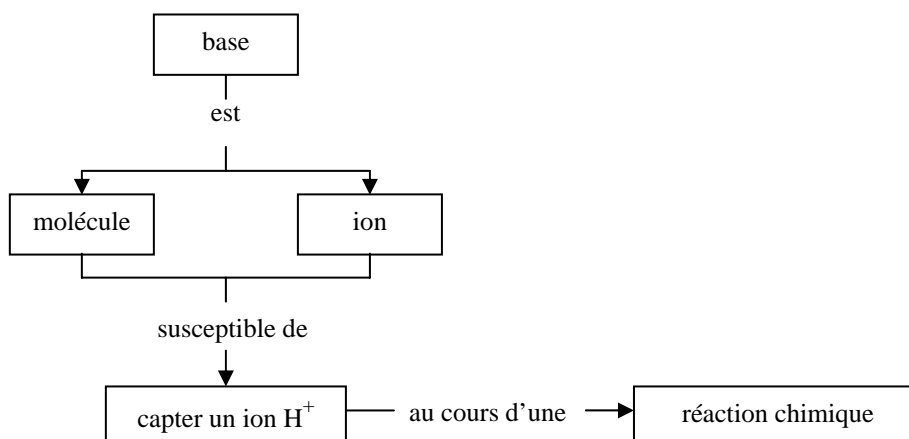 base
est
molécule ion
susceptible de
capter un ion H⁺ au cours d’une réaction chimique